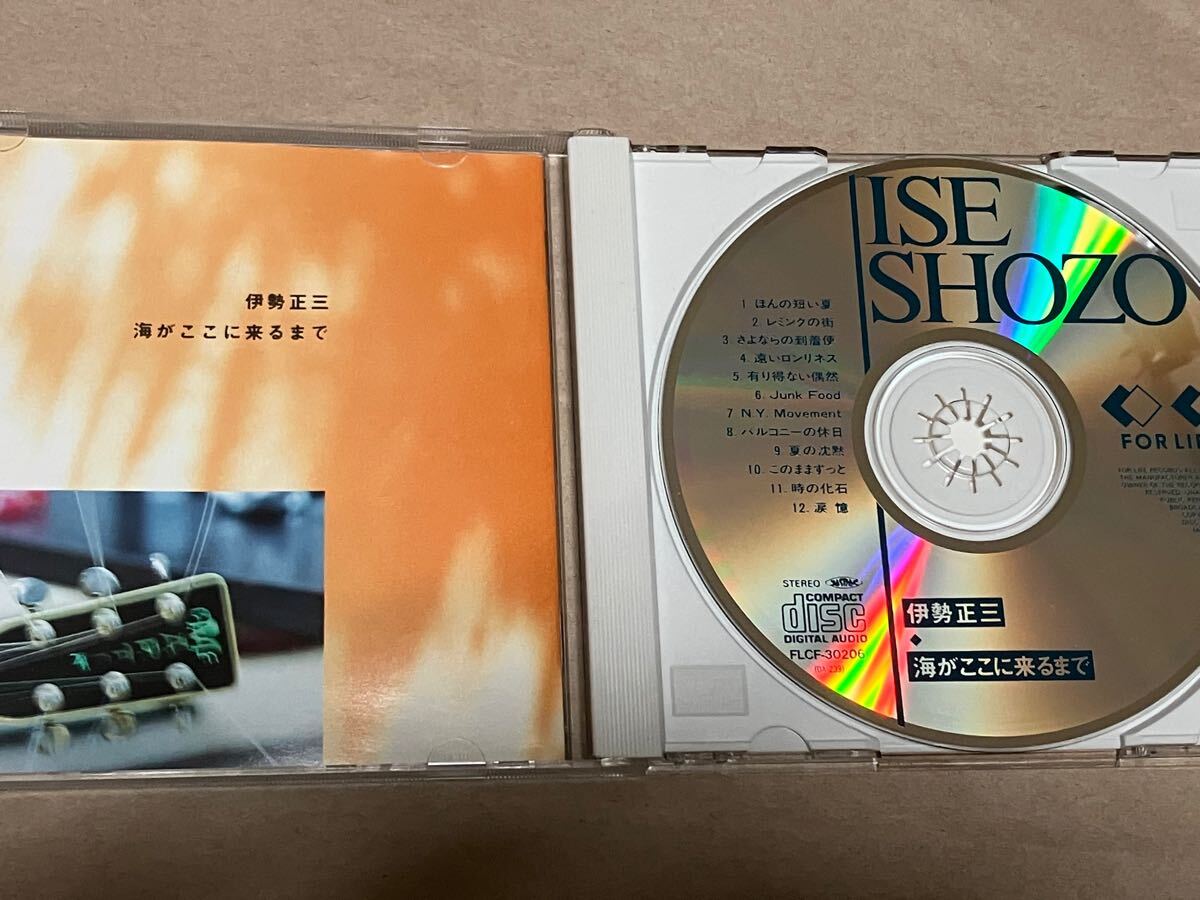 伊勢正三
海がここに来るまで
ISE
SHOZO
1 ほんの短い夏
2. レミングの街
3. さよならの到着便
4. 遠いロンリネス
5. 有り得ない偶然
6. Junk Food
7 N.Y. Movement
8. バルコニーの休日
9. 夏の沈黙
10. このままずっと
11. 時の化石
12. 涙 憶
FOR LIF
STEREO
COMPACT
disc
DIGITAL AUDIO
FLCF-30206
伊勢正三
海がここに来るまで